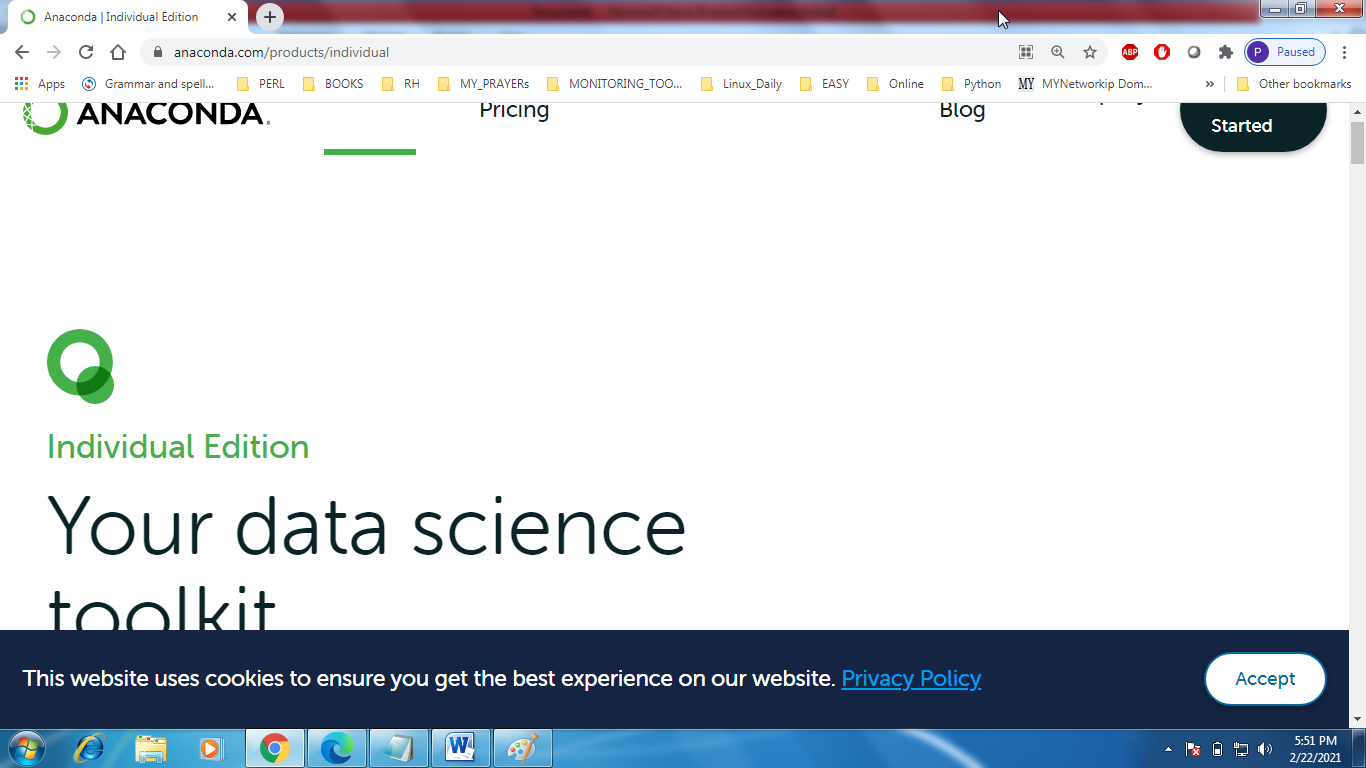 Anaconda | Individual Edition
anaconda.com/products/individual
ABP
P Paused
Apps Grammar and spell... PERL BOOKS RH MY_PRAYERs MONITORING_TOO... Linux_Daily EASY Online Python MY MYNetworkip Dom... » Other bookmarks
ANACONDA. Pricing Blog Started
Individual Edition
Your data science
toolkit
This website uses cookies to ensure you get the best experience on our website. Privacy Policy Accept
5:51 PM
2/22/2021